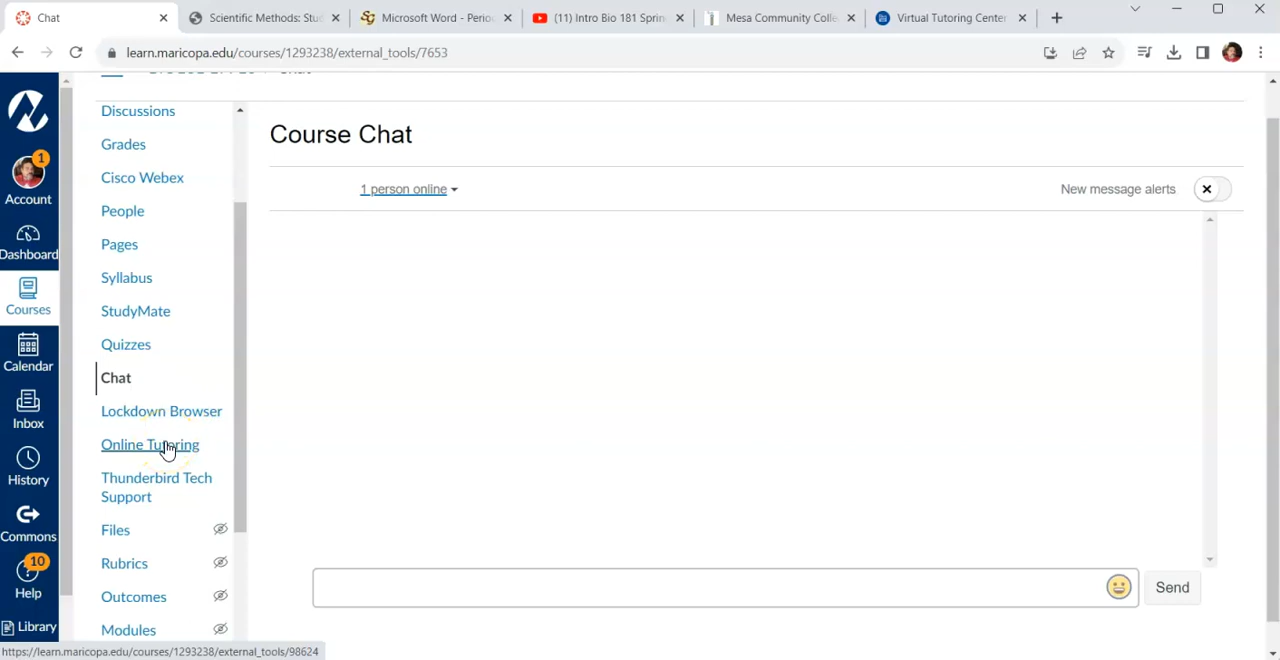 Chat
Scientific Methods: Stud
Microsoft Word - Perio
(11) Intro Bio 181 Sprin
Mesa Community Colle
Virtual Tutoring Center
learn.maricopa.edu/courses/1293238/external_tools/7653
1
Account
Dashboard
Courses
Calendar
Inbox
History
Commons
10
Help
Library
Discussions
Grades
Cisco Webex
People
Pages
Syllabus
StudyMate
Quizzes
Chat
Lockdown Browser
Online Tutoring
Thunderbird Tech
Support
Files
Rubrics
Outcomes
Modules
Course Chat
1 person online
New message alerts
Send
https://learn.maricopa.edu/courses/1293238/external_tools/98624